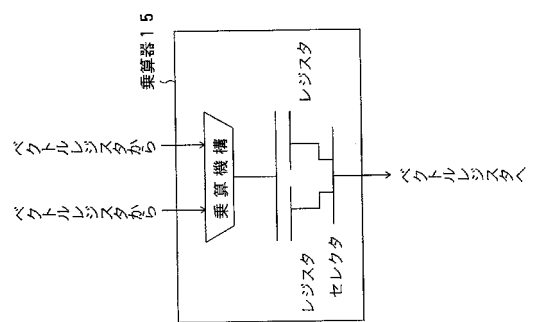 乗算器15
ベクトルレジスタから
ベクトルレジスタから
乗算機構
レジスタ
レジスタ
セレクタ
ベクトルレジスタへ